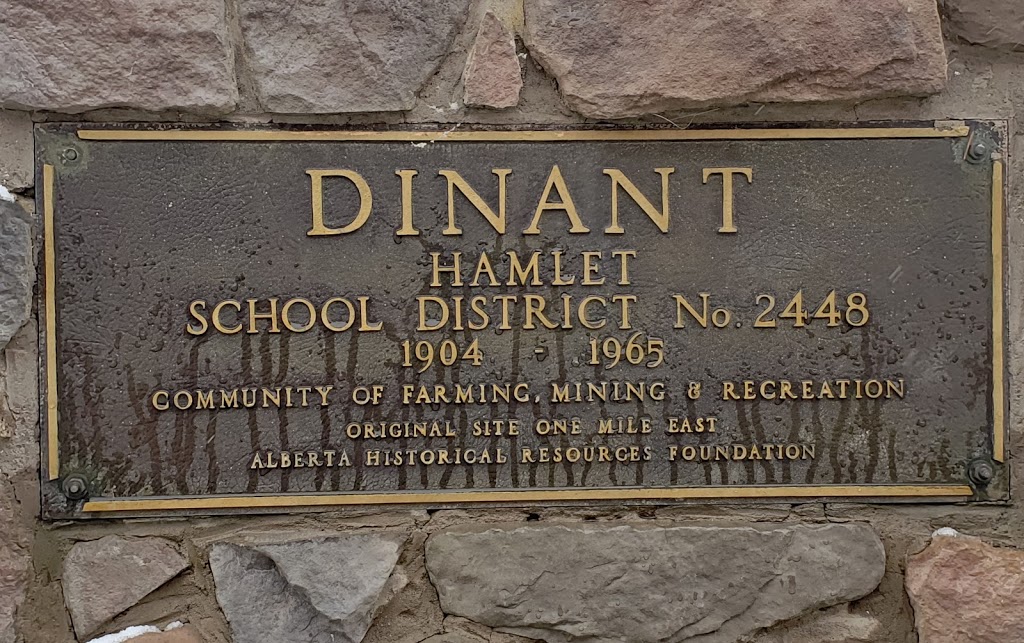 DINANT
HAMLET
SCHOOL DISTRICT No. 2448
1904 - 1965
COMMUNITY OF FARMING, MINING & RECREATION
ORIGINAL SITE ONE MILE EAST
ALBERTA HISTORICAL RESOURCES FOUNDATION